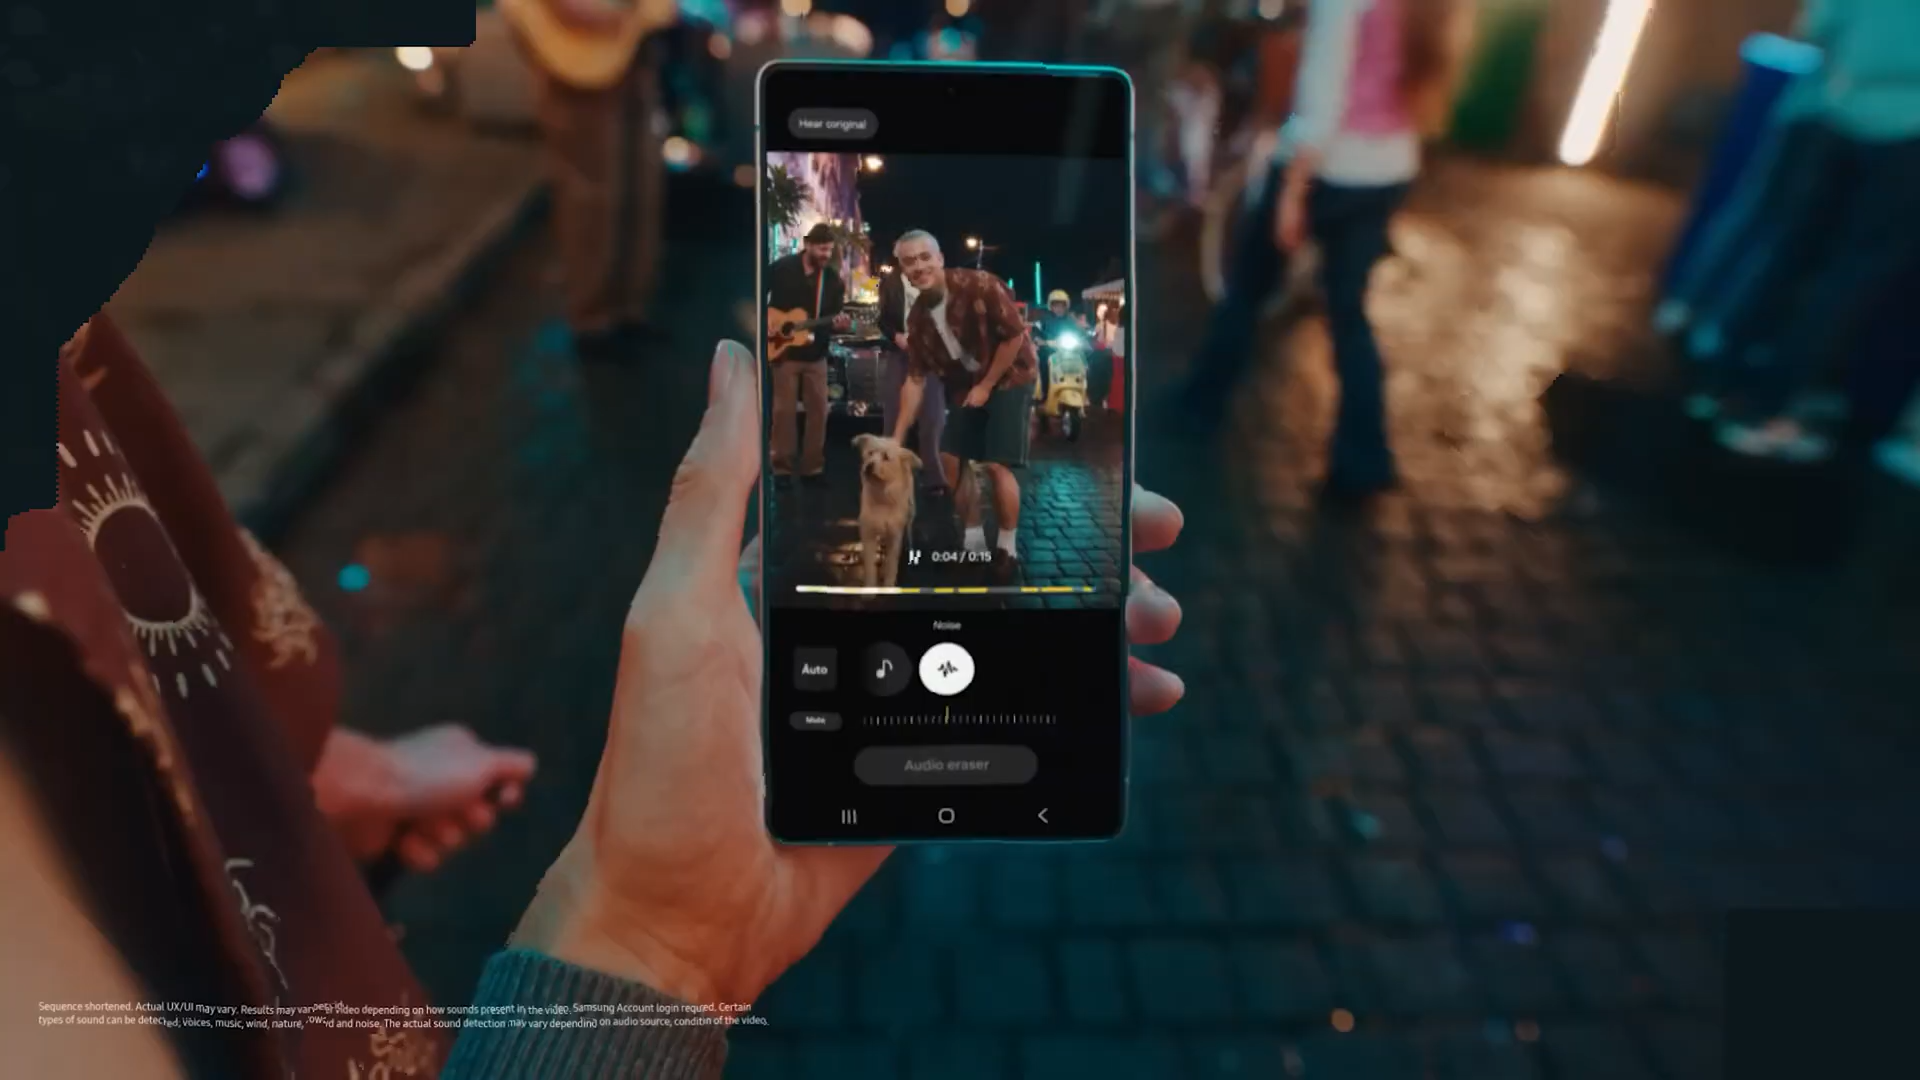 Hear original
0:04 / 0:15
Noise
Auto
Mute
Audio eraser
Sequence shortened. Actual UX/UI may vary. Results may vary per video depending on how sounds present in the video. Samsung Account login required. Certain
types of sound can be detected; voices, music, wind, nature, crowd and noise. The actual sound detection may vary depending on audio source, condition of the video.